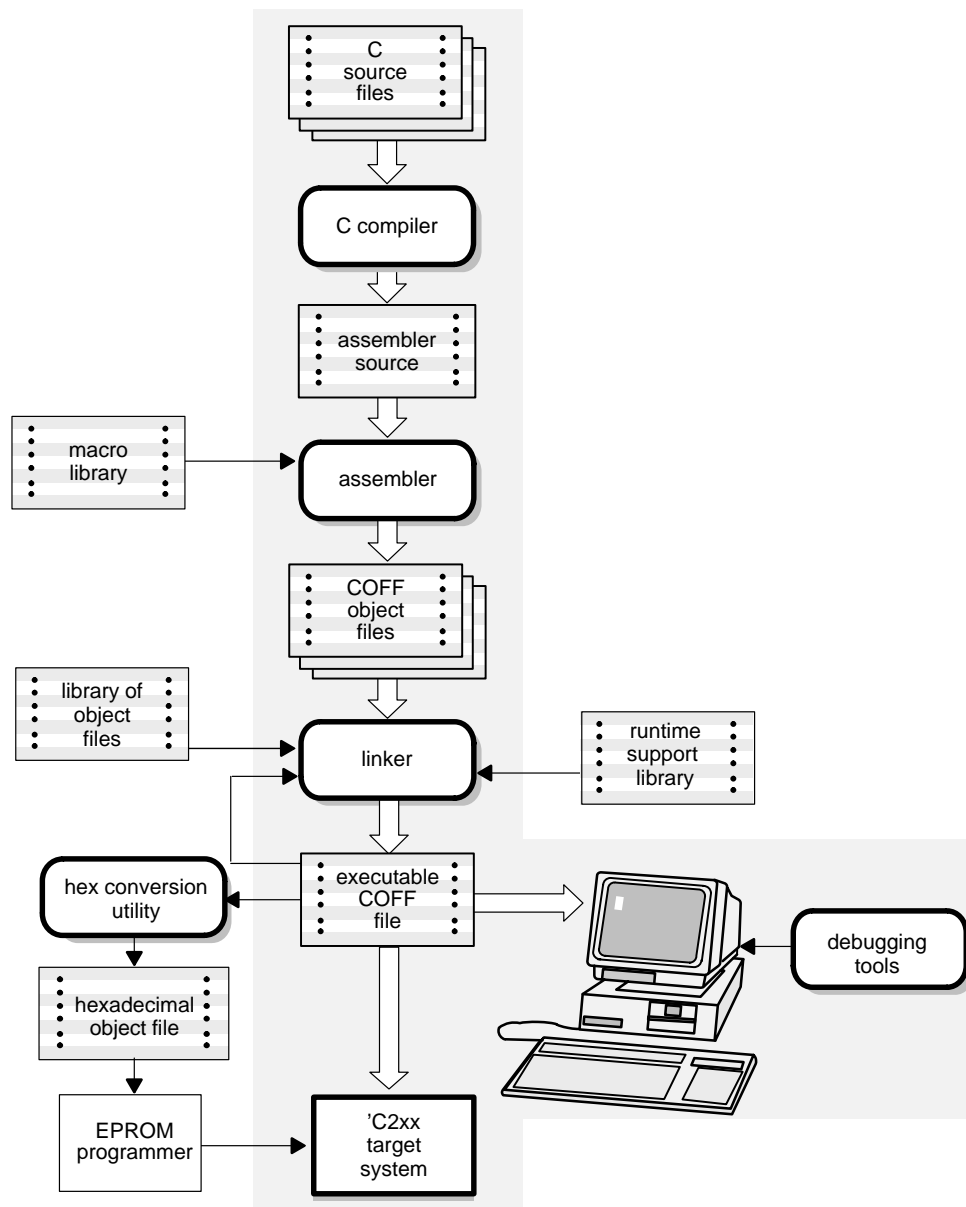 C
source
files
C compiler
assembler
source
macro
library
assembler
COFF
object
files
library of
object
files
linker
runtime
support
library
executable
COFF
file
hex conversion
utility
debugging
tools
hexadecimal
object file
EPROM
programmer
’C2xx
target
system